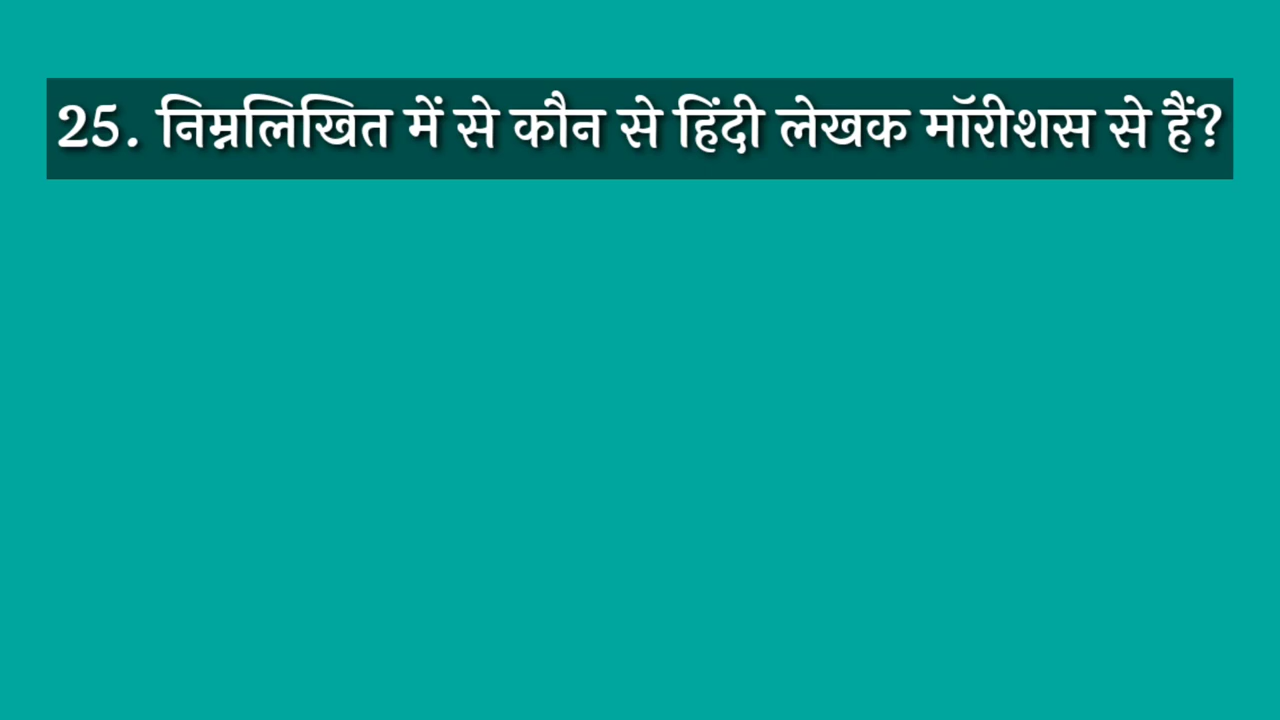 25. निम्नलिखित में से कौन से हिंदी लेखक मॉरीशस से हैं?